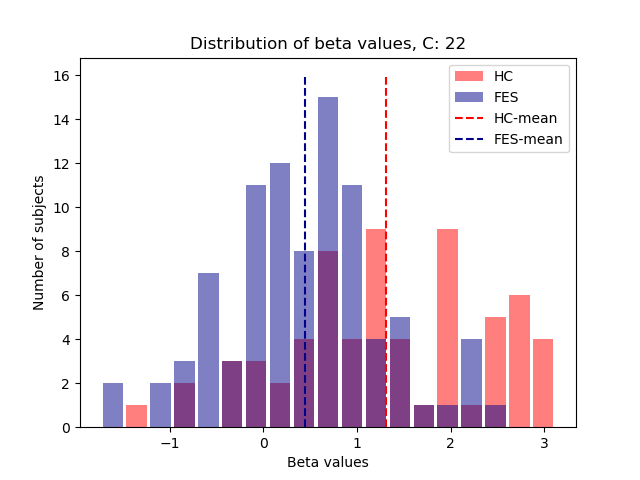 Distribution of beta values, C: 22
HC
FES
HC-mean
FES-mean
Number of subjects
16
14
12
10
8
6
4
2
0
−1
0
1
2
3
Beta values